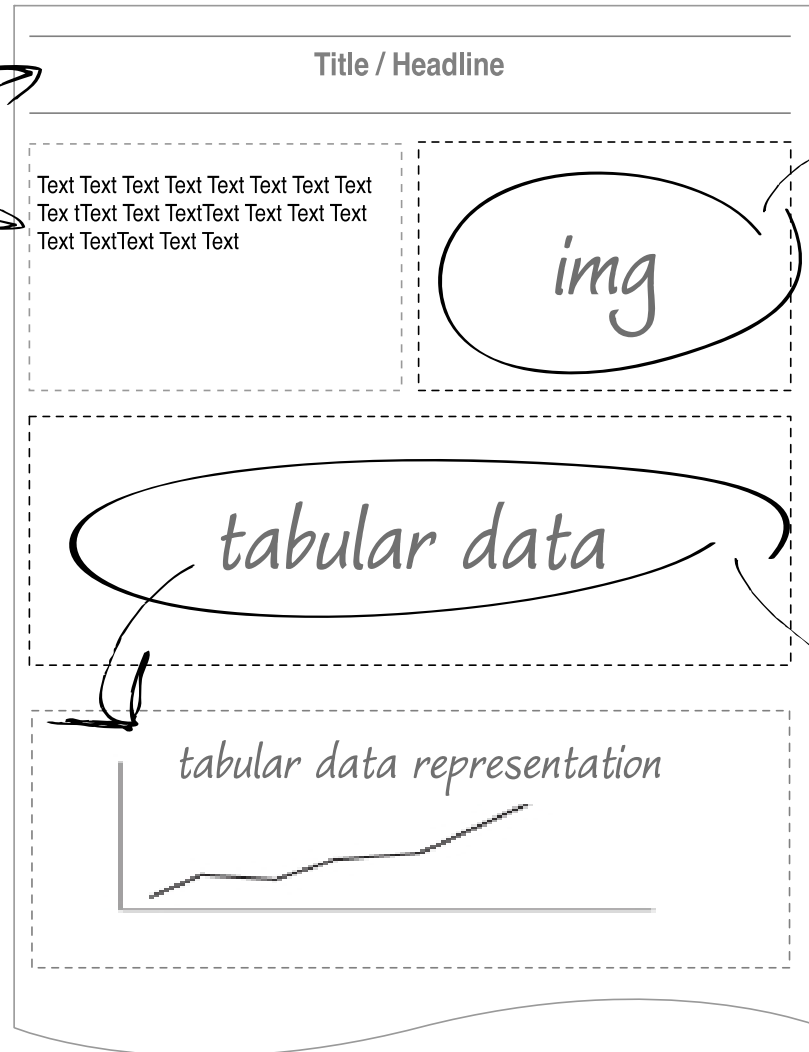 Title / Headline
Text Text Text Text Text Text Text Text
Tex tText Text TextText Text Text Text
Text TextText Text Text
img
tabular data
tabular data representation